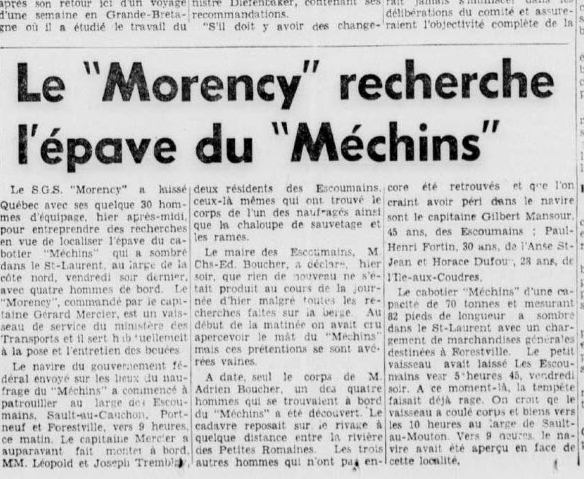 après son retour ici d'un voyage
d'une semaine en Grande-Breta-
gne où il a étudié le travail du
nistre Diefenbaker, contenant ses
recommandations.
"S'il doit y avoir des change-
délibérations du comité et assure-
raient l'objectivité complète de la
Le "Morency" recherche
l'épave du "Méchins"
Le S.G.S. "Morency" a laissé
Québec avec ses quelque 30 hom-
mes d'équipage, hier après-midi,
pour entreprendre des recherches
en vue de localiser l'épave du ca-
botier "Méchins" qui a sombré
dans le St-Laurent, au large de la
côte nord, vendredi soir dernier,
avec quatre hommes de bord. Le
"Morency", commandé par le capi-
taine Gérard Mercier, est un vais-
seau de service du ministère des
Transports et il sert habituellement
à la pose et l'entretien des bouées
Le navire du gouvernement fé-
déral envoyé sur les lieux du nau-
frage du "Méchins" a commencé à
patrouiller au large des Escou-
mains, Sault-au-Cauchon, Port-
neuf et Forestville, vers 9 heures,
ce matin. Le capitaine Mercier a
auparavant fait monter à bord,
MM. Léopold et Joseph Tremblay,
deux résidents des Escoumains,
ceux-là mêmes qui ont trouvé le
corps de l'un des naufragés ainsi
que la chaloupe de sauvetage et
les rames.
Le maire des Escoumains, M.
Chs-Ed. Boucher, a déclaré, hier
soir, que rien de nouveau ne s'é-
tait produit au cours de la jour-
née d'hier malgré toutes les re-
cherches faites sur la berge. Au
début de la matinée on avait cru
apercevoir le mât du "Méchins"
mais ces prétentions se sont avé-
rées vaines.
A date, seul le corps de M.
Adrien Boucher, un des quatre
hommes qui se trouvaient à bord
du "Méchins" a été découvert. Le
cadavre reposait sur le rivage à
quelque distance entre la rivière
des Petites Romaines. Les trois
autres hommes qui n'ont pas en-
core été retrouvés et que l'on
craint avoir péri dans le navire
sont le capitaine Gilbert Mansour,
45 ans, des Escoumains; Paul-
Henri Fortin, 30 ans, de l'Anse St-
Jean et Horace Dufour, 28 ans, de
l'Ile-aux-Coudres.
Le cabotier "Méchins" d'une ca-
pacité de 70 tonnes et mesurant
82 pieds de longueur a sombré
dans le St-Laurent avec un char-
gement de marchandises générales
destinées à Forestville. Le petit
vaisseau avait laissé Les Escou-
mains vers 5 heures 45, vendredi
soir. A ce moment-là, la tempête
faisait déjà rage. On croit que le
vaisseau a coulé corps et biens vers
les 10 heures au large de Sault-
au-Mouton. Vers 9 heures, le na-
vire avait été aperçu en face de
cette localité.